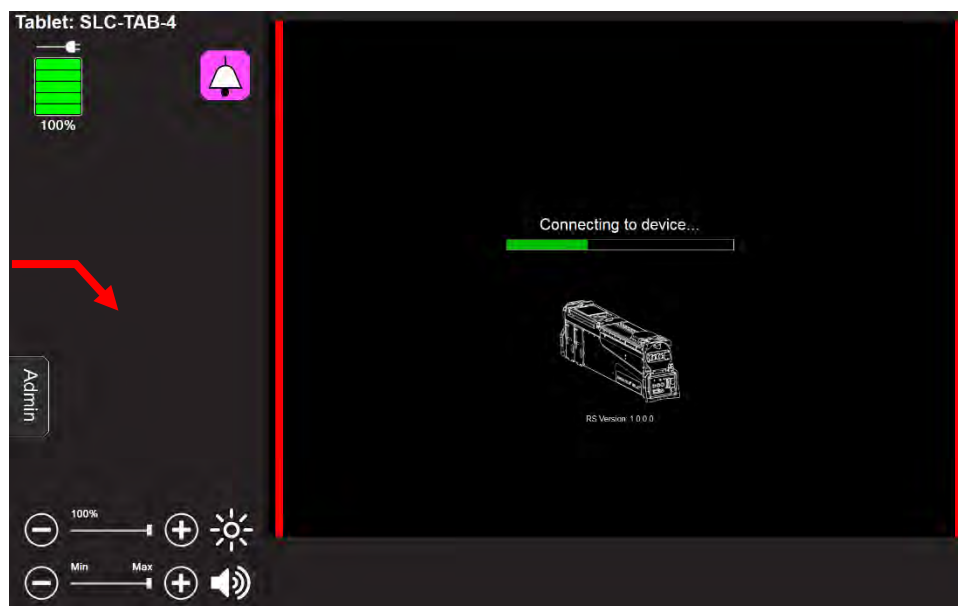 Tablet: SLC-TAB-4
100%
Connecting to device...
RS Version: 1.0.0.0
Admin
100%
Min Max